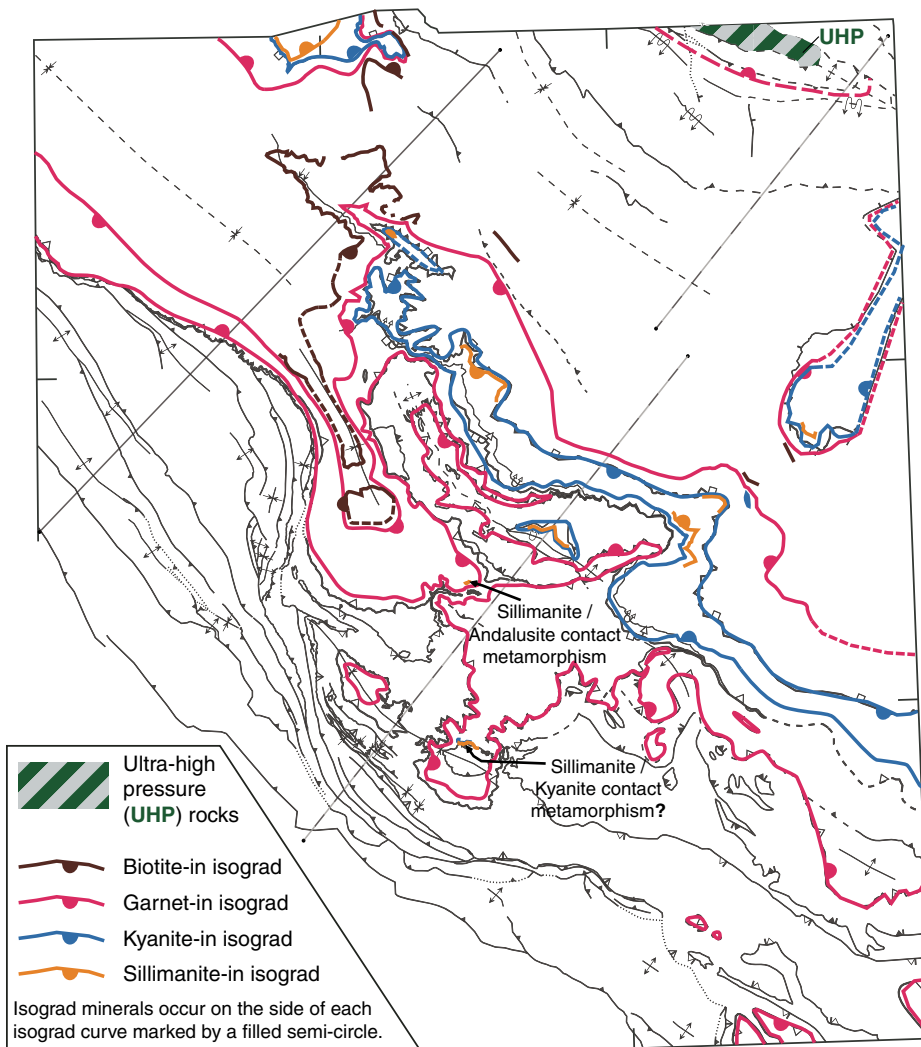 UHP
Sillimanite /
Andalusite contact
metamorphism
Sillimanite /
Kyanite contact
metamorphism?
Ultra-high
pressure
(UHP) rocks
Biotite-in isograd
Garnet-in isograd
Kyanite-in isograd
Sillimanite-in isograd
Isograd minerals occur on the side of each
isograd curve marked by a filled semi-circle.